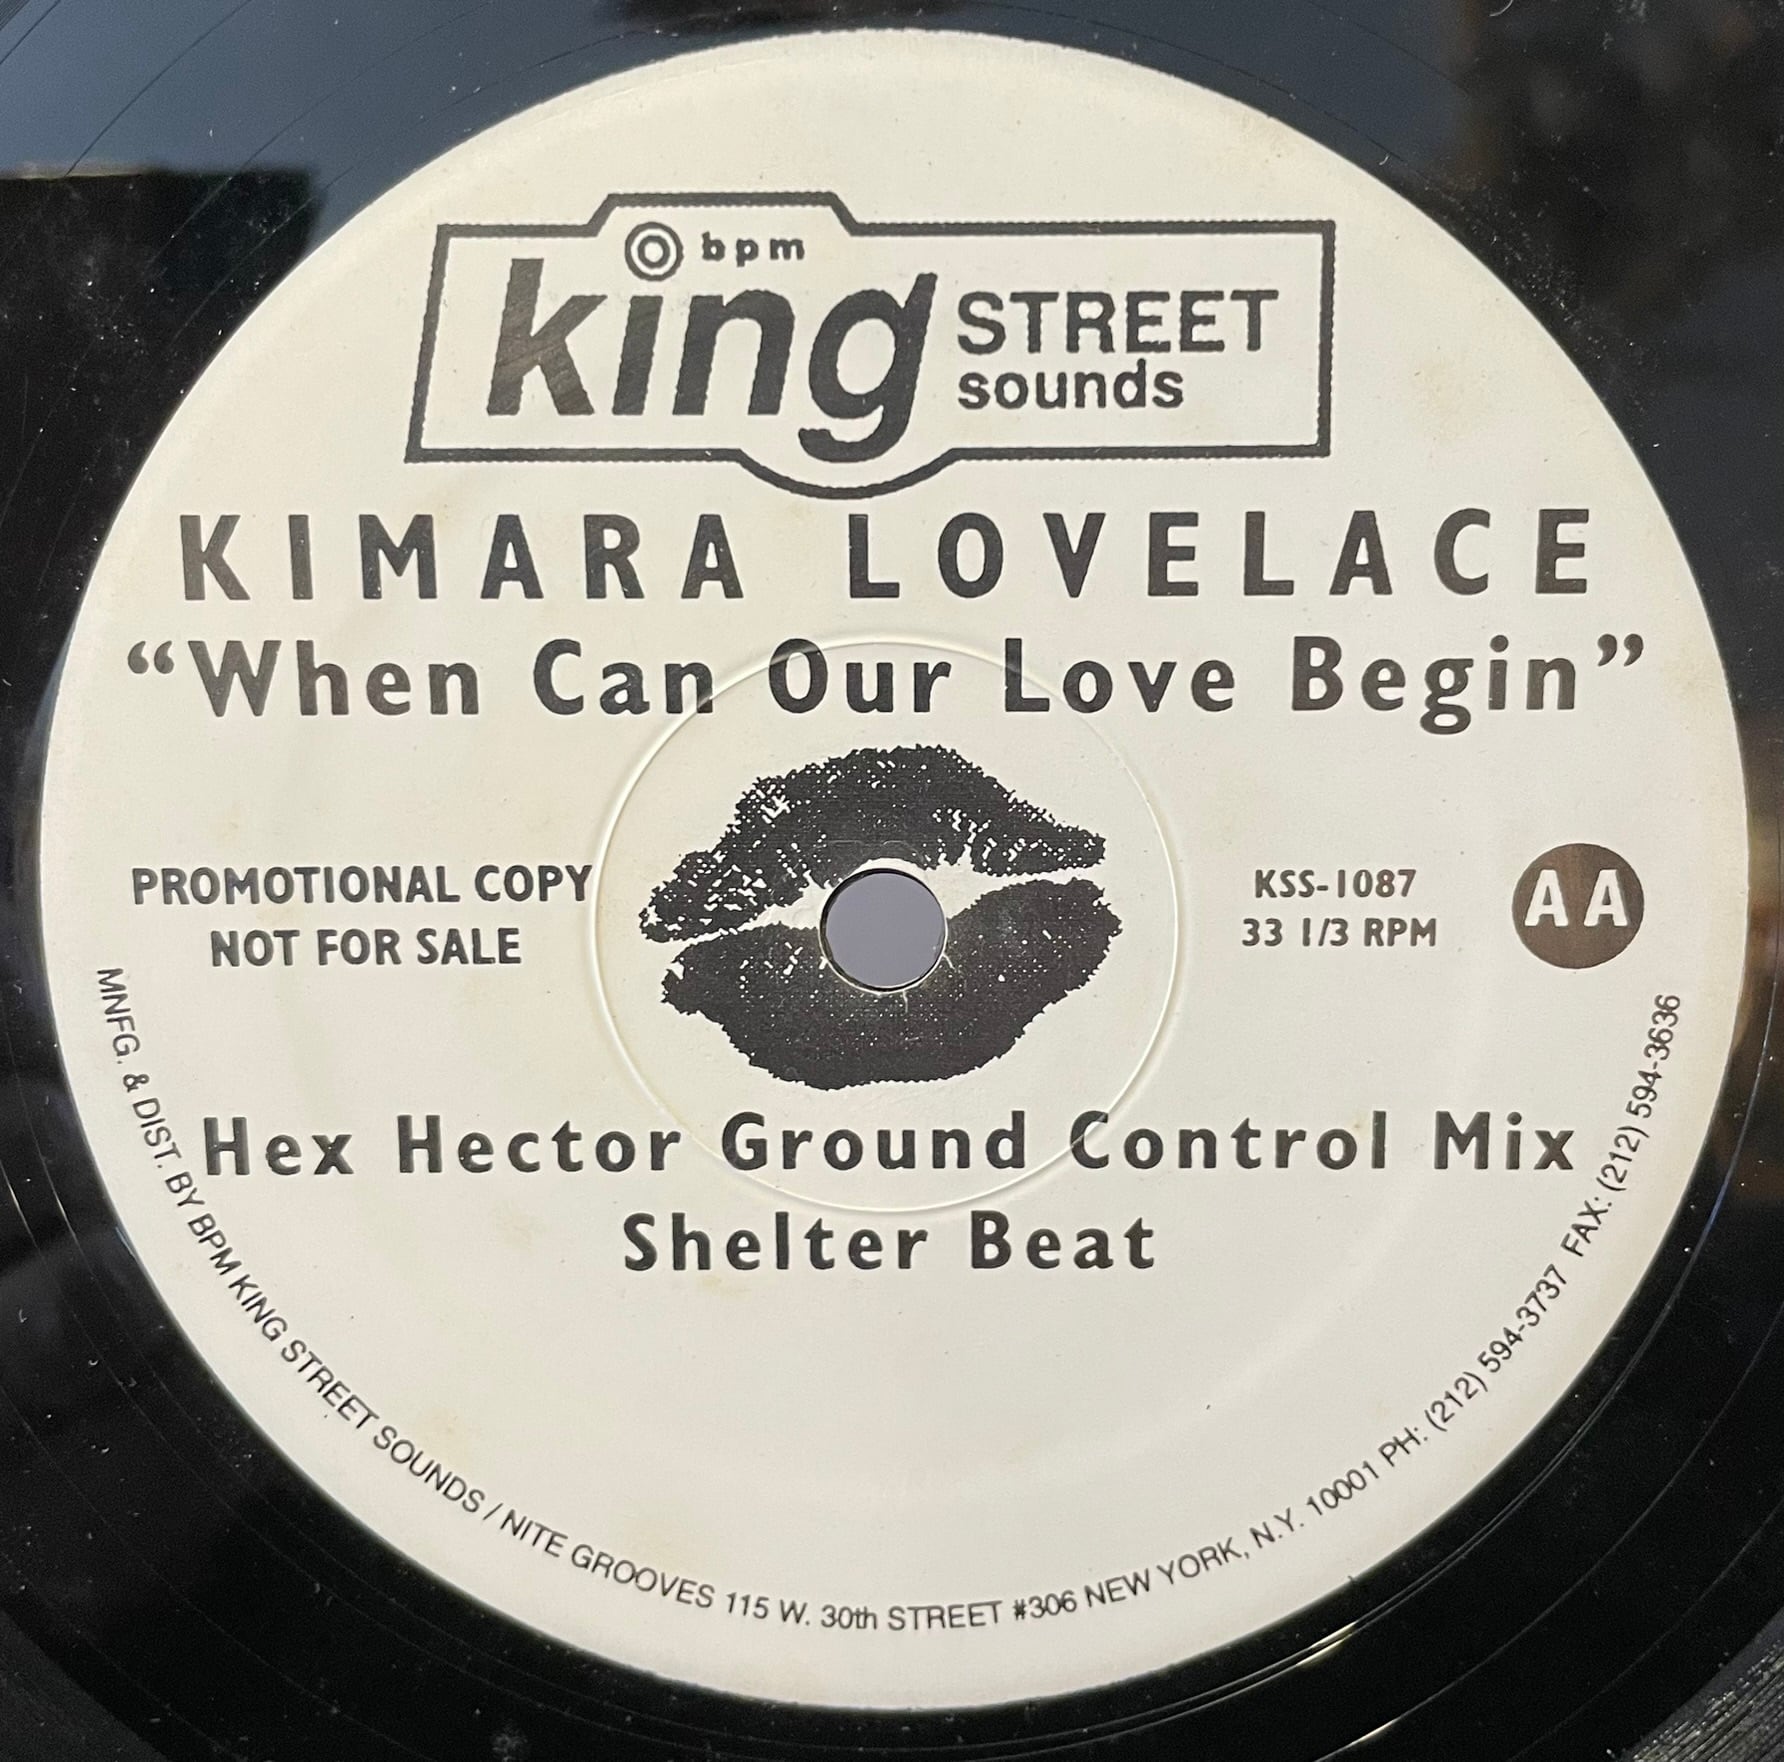 bpm
king STREET
sounds
KIMARA LOVELACE
“When Can Our Love Begin”
PROMOTIONAL COPY
NOT FOR SALE
KSS-1087
33 1/3 RPM
AA
Hex Hector Ground Control Mix
Shelter Beat
MNFG. & DIST. BY BPM KING STREET SOUNDS / NITE GROOVES 115 W. 30th STREET #306 NEW YORK, N.Y. 10001 PH: (212) 594-3737 FAX: (212) 594-3636